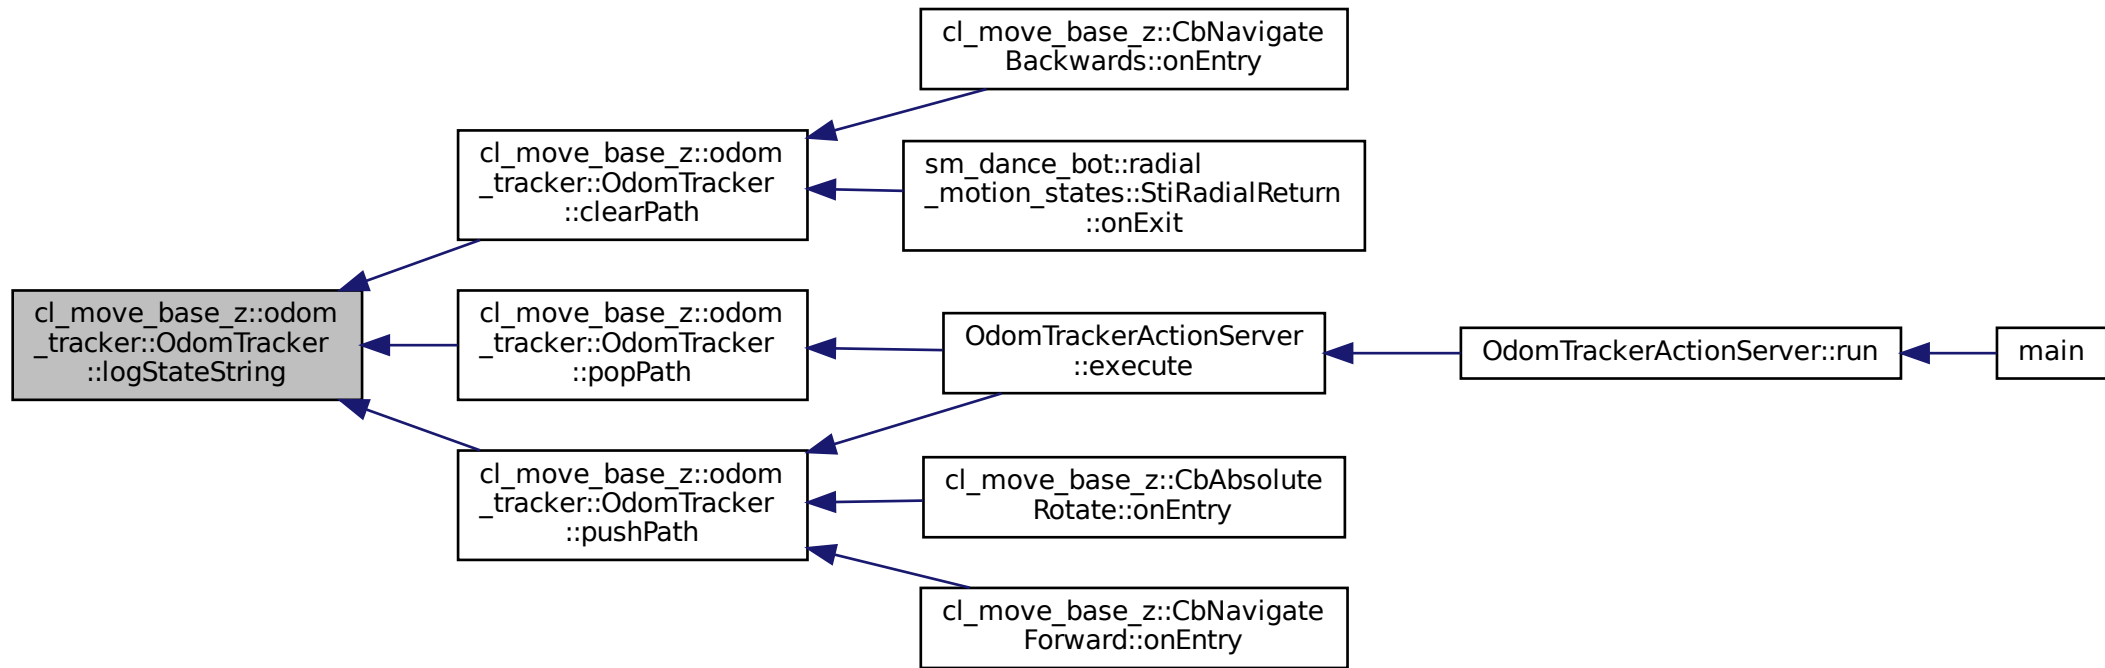 cl_move_base_z::CbNavigate
Backwards::onEntry
cl_move_base_z::odom
_tracker::OdomTracker
::clearPath
sm_dance_bot::radial
_motion_states::StiRadialReturn
::onExit
cl_move_base_z::odom
_tracker::OdomTracker
::logStateString
cl_move_base_z::odom
_tracker::OdomTracker
::popPath
OdomTrackerActionServer
::execute
OdomTrackerActionServer::run
main
cl_move_base_z::odom
_tracker::OdomTracker
::pushPath
cl_move_base_z::CbAbsolute
Rotate::onEntry
cl_move_base_z::CbNavigate
Forward::onEntry